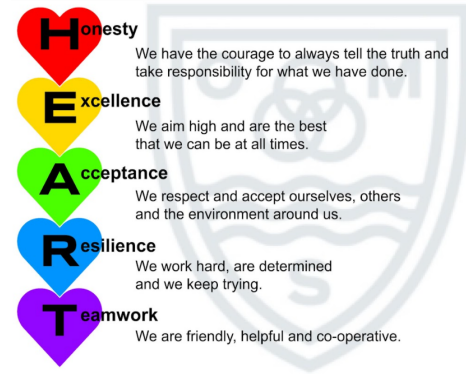 Honesty
We have the courage to always tell the truth and
take responsibility for what we have done.
Excellence
We aim high and are the best
that we can be at all times.
Acceptance
We respect and accept ourselves, others
and the environment around us.
Resilience
We work hard, are determined
and we keep trying.
Teamwork
We are friendly, helpful and co-operative.
O M
S